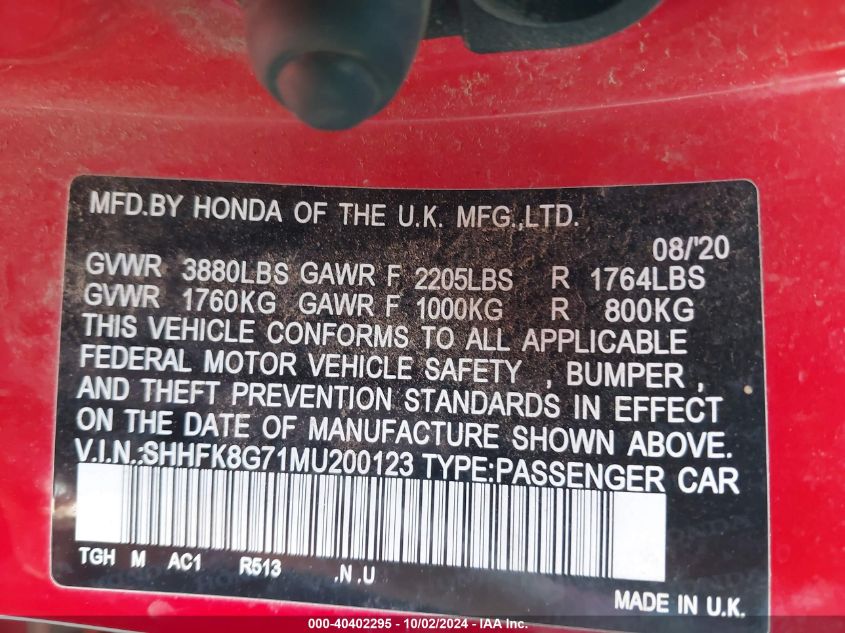 MFD.BY HONDA OF THE U.K. MFG.,LTD.
08/'20
GVWR 3880LBS GAWR F 2205LBS R 1764LBS
GVWR 1760KG GAWR F 1000KG R 800KG
THIS VEHICLE CONFORMS TO ALL APPLICABLE
FEDERAL MOTOR VEHICLE SAFETY , BUMPER ,
AND THEFT PREVENTION STANDARDS IN EFFECT
ON THE DATE OF MANUFACTURE SHOWN ABOVE.
V.I.N.:SHHFK8G71MU200123 TYPE:PASSENGER CAR
TGH M AC1 R513 .N .U
MADE IN U.K.
000-40402295 - 10/02/2024 - IAA Inc.